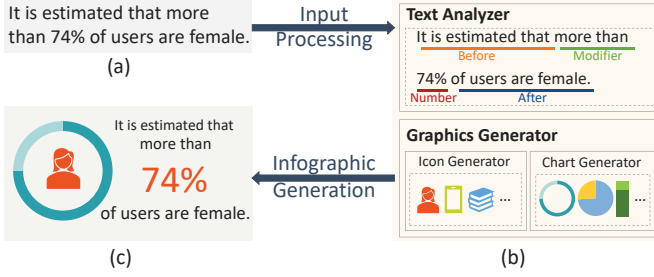 It is estimated that more
than 74% of users are female.
(a)
Input
Processing
Text Analyzer
It is estimated that more than
Before
Modifier
74% of users are female.
Number
After
Graphics Generator
Icon Generator
...
Chart Generator
...
(b)
Infographic
Generation
It is estimated that
more than
74%
of users are female.
(c)